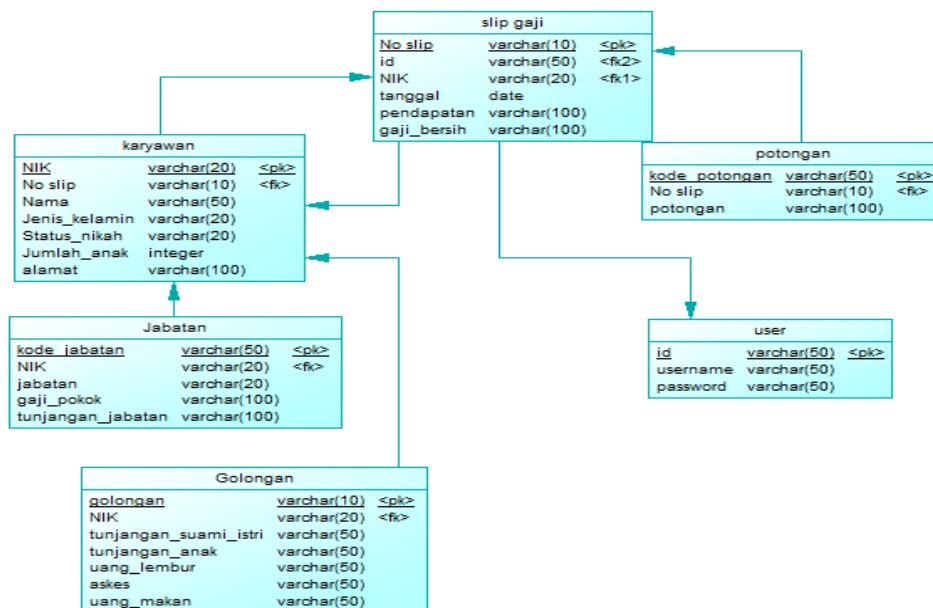 slip gaji
No slip varchar(10) <pk>
id varchar(50) <fk2>
NIK varchar(20) <fk1>
tanggal date
pendapatan varchar(100)
gaji_bersih varchar(100)
karyawan
NIK varchar(20) <pk>
No slip varchar(10) <fk>
Nama varchar(50)
Jenis_kelamin varchar(20)
Status_nikah varchar(20)
Jumlah_anak integer
alamat varchar(100)
potongan
kode_potongan varchar(50) <pk>
No slip varchar(10) <fk>
potongan varchar(100)
Jabatan
kode_jabatan varchar(50) <pk>
NIK varchar(20) <fk>
jabatan varchar(20)
gaji_pokok varchar(100)
tunjangan_jabatan varchar(100)
user
id varchar(50) <pk>
username varchar(50)
password varchar(50)
Golongan
golongan varchar(10) <pk>
NIK varchar(20) <fk>
tunjangan_suami_istri varchar(50)
tunjangan_anak varchar(50)
uang_lembur varchar(50)
askes varchar(50)
uang_makan varchar(50)